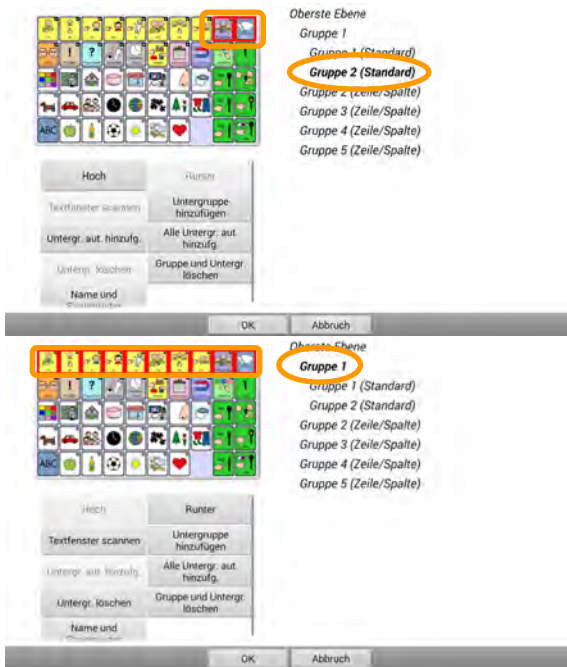 Oberste Ebene
Gruppe 1
Gruppe 1 (Standard)
Gruppe 2 (Standard)
Gruppe 2 (Zeile/Spalte)
Gruppe 3 (Zeile/Spalte)
Gruppe 4 (Zeile/Spalte)
Gruppe 5 (Zeile/Spalte)
!
?
ABC
Hoch
Runter
Textfenster scannen
Untergruppe
hinzufügen
Untergr. aut. hinzufg.
Alle Untergr. aut.
hinzufg.
Untergr. löschen
Gruppe und Untergr.
löschen
Name und
OK
Abbruch
Oberste Ebene
Gruppe 1
Gruppe 1 (Standard)
Gruppe 2 (Standard)
Gruppe 2 (Zeile/Spalte)
Gruppe 3 (Zeile/Spalte)
Gruppe 4 (Zeile/Spalte)
Gruppe 5 (Zeile/Spalte)
!
?
ABC
Hoch
Runter
Textfenster scannen
Untergruppe
hinzufügen
Untergr. aut. hinzufg.
Alle Untergr. aut.
hinzufg.
Untergr. löschen
Gruppe und Untergr.
löschen
Name und
OK
Abbruch